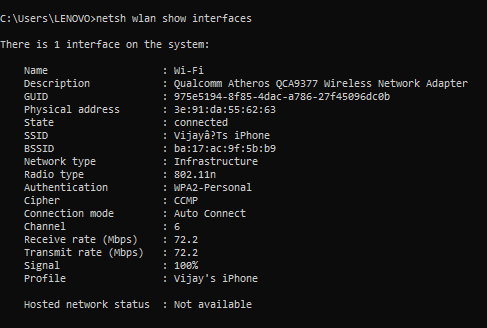 C:\Users\LENOVO>netsh wlan show interfaces
There is 1 interface on the system:
Name : Wi-Fi
Description : Qualcomm Atheros QCA9377 Wireless Network Adapter
GUID : 975e5194-8f85-4dac-a786-27f45096dc0b
Physical address : 3e:91:da:55:62:63
State : connected
SSID : Vijayâ?Ts iPhone
BSSID : ba:17:ac:9f:5b:b9
Network type : Infrastructure
Radio type : 802.11n
Authentication : WPA2-Personal
Cipher : CCMP
Connection mode : Auto Connect
Channel : 6
Receive rate (Mbps) : 72.2
Transmit rate (Mbps) : 72.2
Signal : 100%
Profile : Vijay's iPhone
Hosted network status : Not available